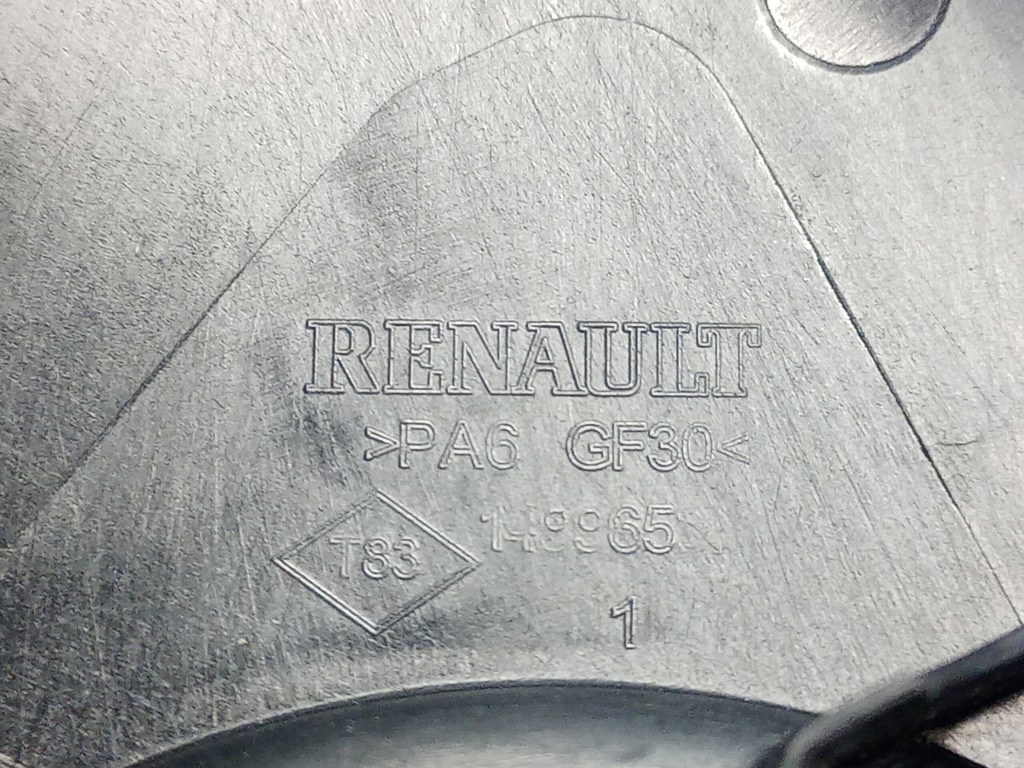 RENAULT
>PA6 GF30<
T83
1